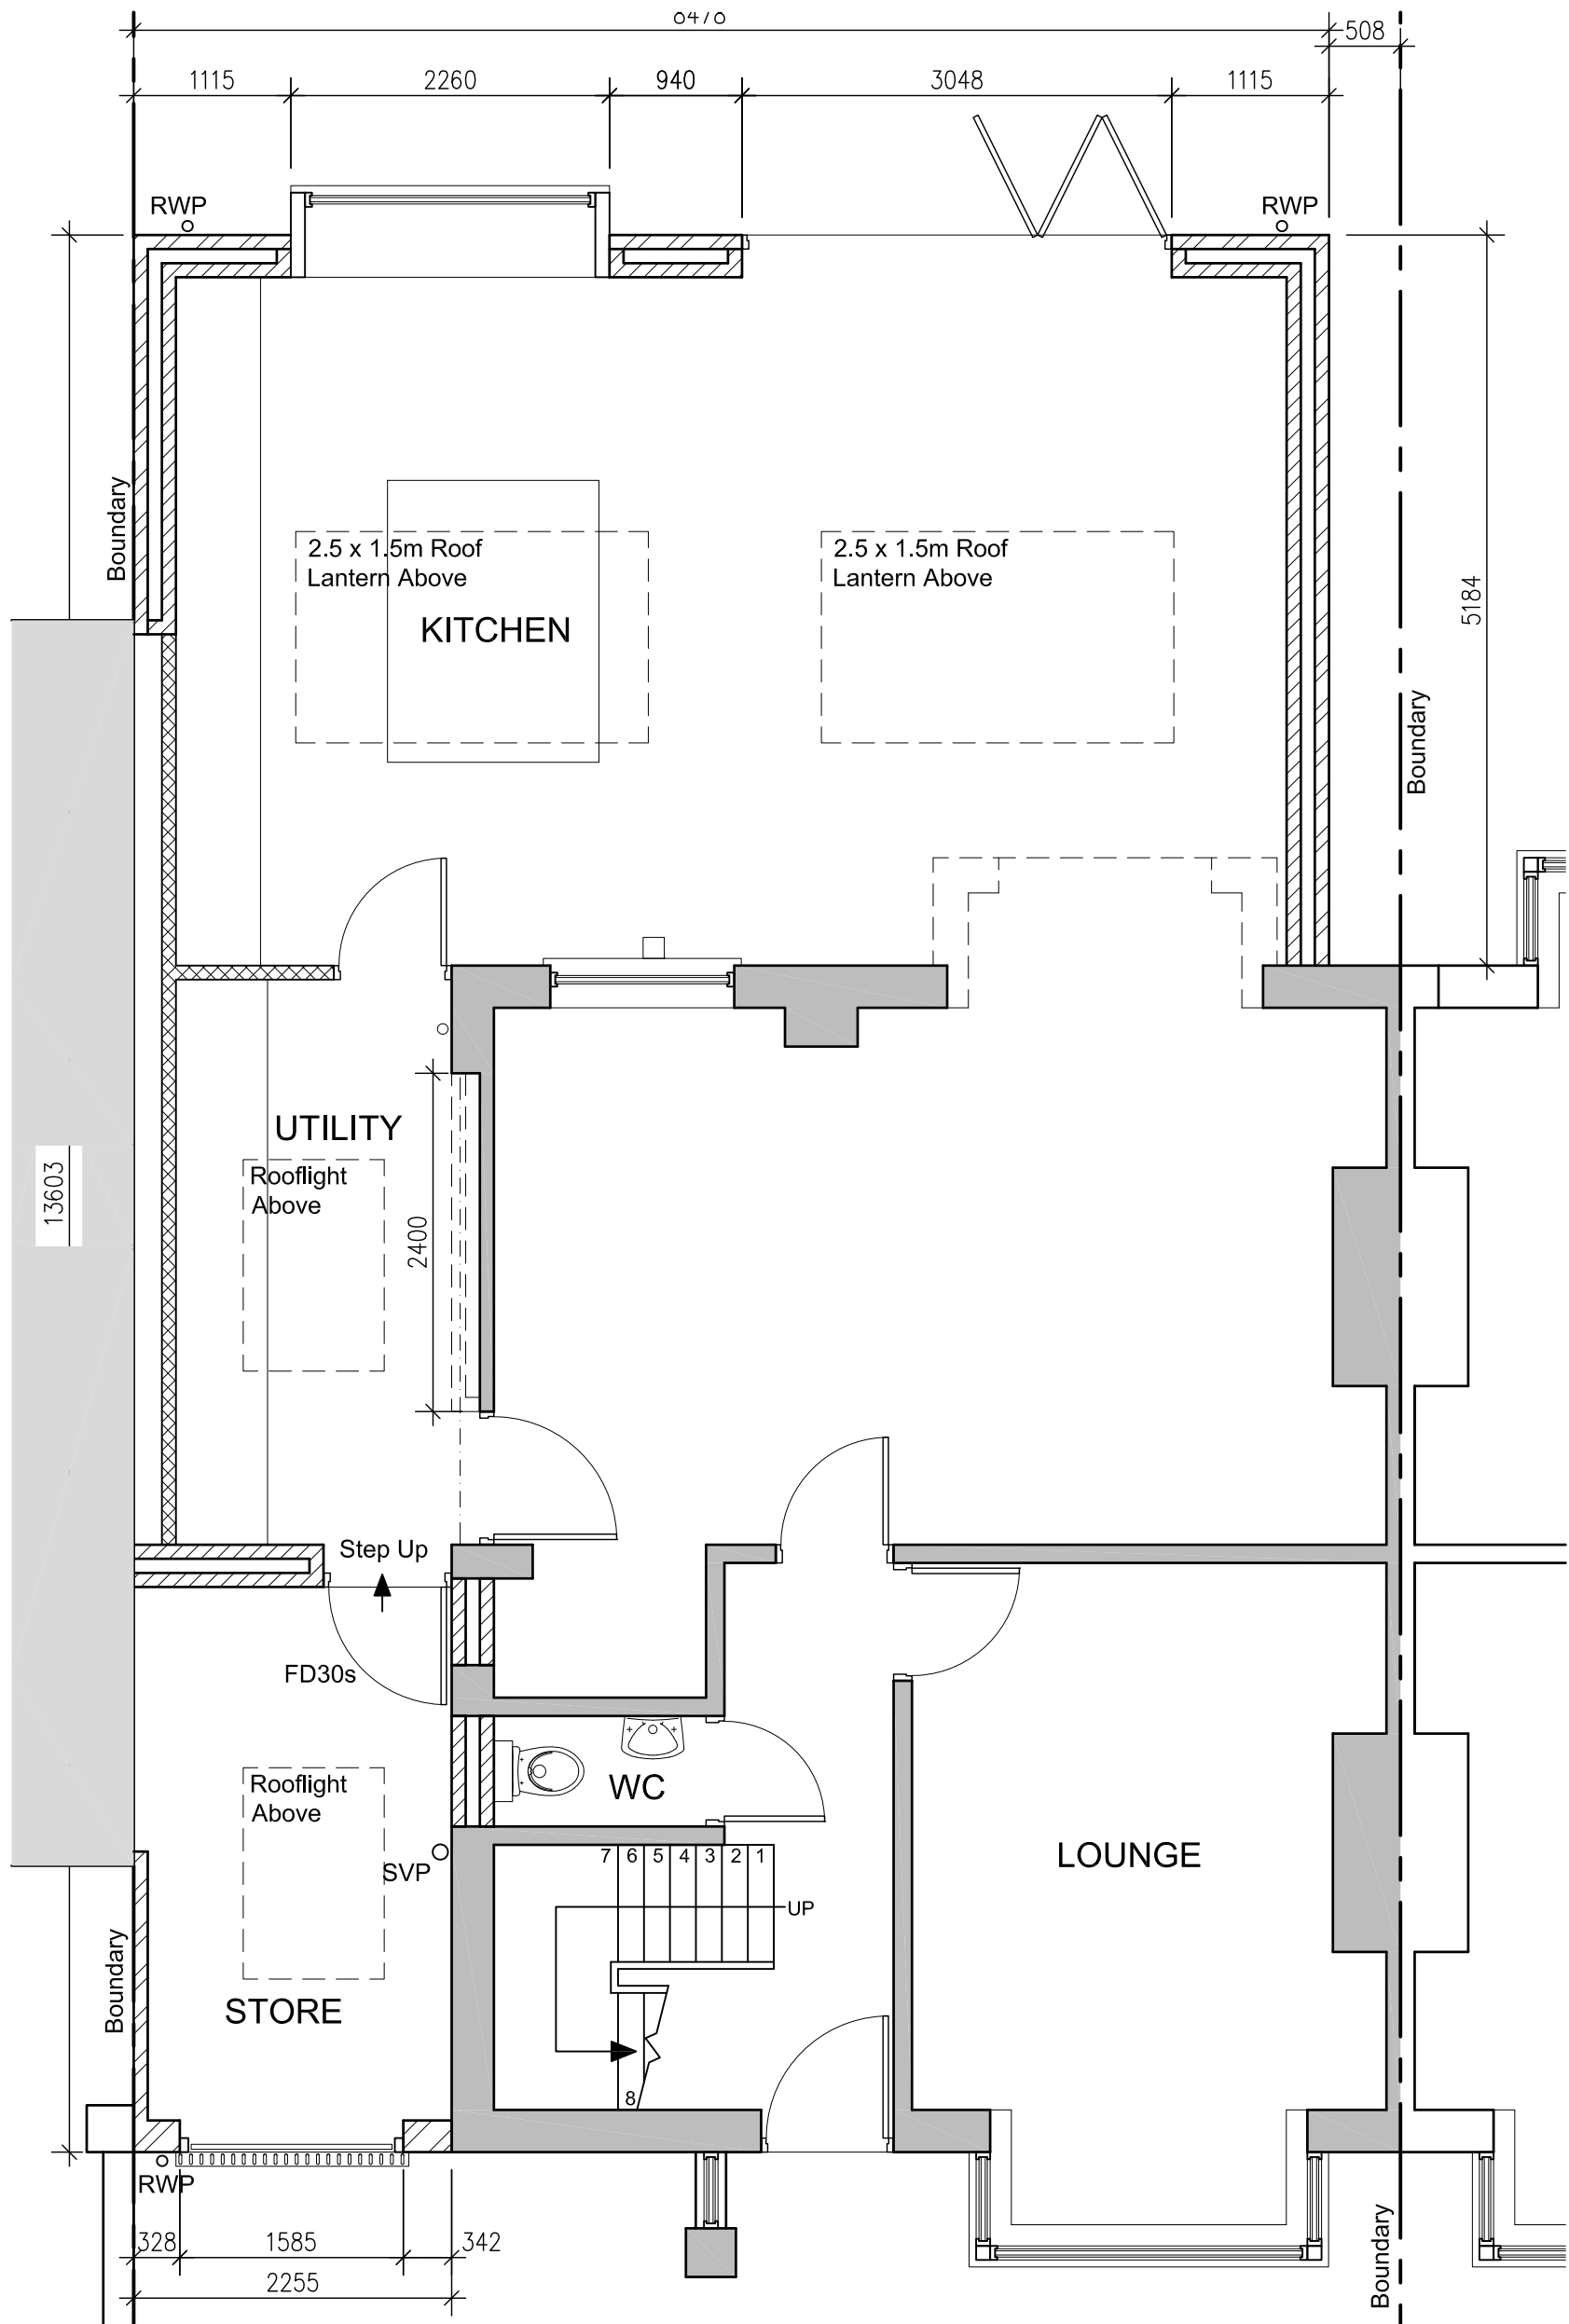 8478
508
1115
2260
940
3048
1115
RWP
RWP
Boundary
2.5 x 1.5m Roof
Lantern Above
2.5 x 1.5m Roof
Lantern Above
KITCHEN
5184
Boundary
UTILITY
Rooflight
Above
13603
2400
Step Up
FD30s
Rooflight
Above
WC
SVP
7 6 5 4 3 2 1
LOUNGE
UP
Boundary
STORE
8
RWP
328
1585
342
2255
Boundary